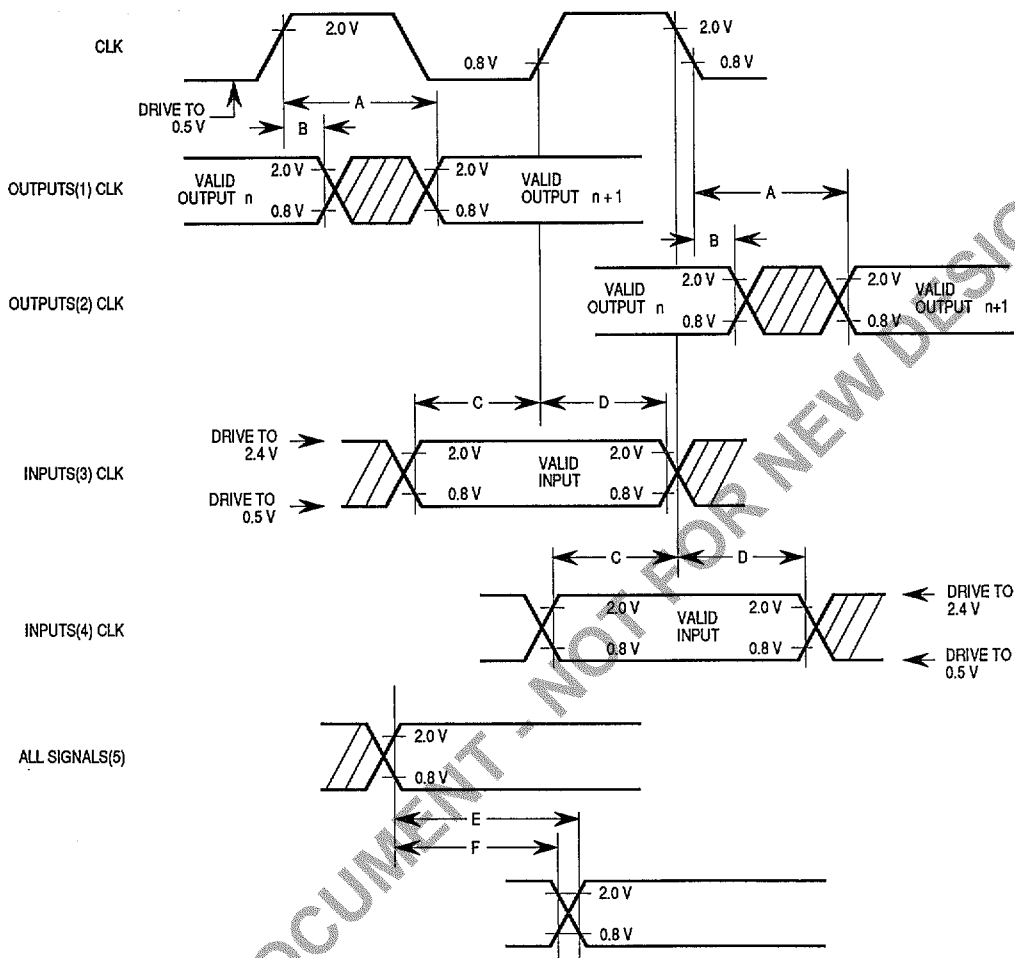 CLK
2.0 V
0.8 V
2.0 V
0.8 V
DRIVE TO
0.5 V
A
B
OUTPUTS(1) CLK
VALID
OUTPUT n
2.0 V
0.8 V
2.0 V
0.8 V
VALID
OUTPUT n+1
A
B
OUTPUTS(2) CLK
VALID
OUTPUT n
2.0 V
0.8 V
2.0 V
0.8 V
VALID
OUTPUT n+1
C
D
DRIVE TO
2.4 V
INPUTS(3) CLK
DRIVE TO
0.5 V
2.0 V
0.8 V
VALID
INPUT
2.0 V
0.8 V
C
D
INPUTS(4) CLK
2.0 V
0.8 V
VALID
INPUT
2.0 V
0.8 V
DRIVE TO
2.4 V
DRIVE TO
0.5 V
ALL SIGNALS(5)
2.0 V
0.8 V
E
F
2.0 V
0.8 V
OCUMENT - NOT FOR NEW DESIG